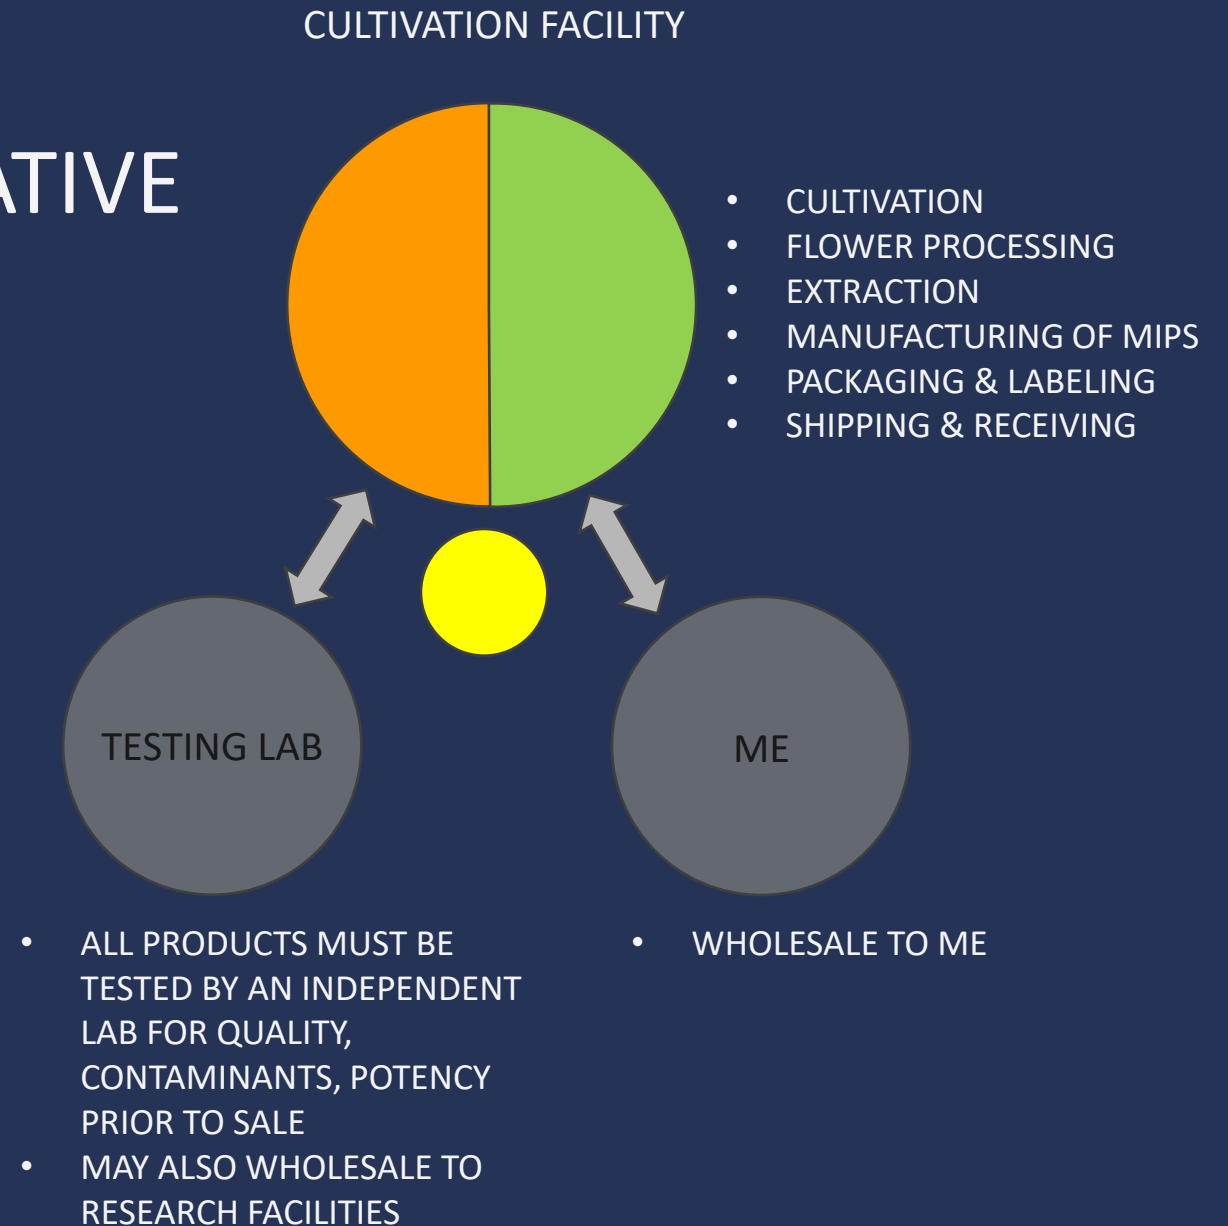 CULTIVATION FACILITY
ATIVE
• CULTIVATION
• FLOWER PROCESSING
• EXTRACTION
• MANUFACTURING OF MIPS
• PACKAGING & LABELING
• SHIPPING & RECEIVING
TESTING LAB
ME
• ALL PRODUCTS MUST BE
TESTED BY AN INDEPENDENT
LAB FOR QUALITY,
CONTAMINANTS, POTENCY
PRIOR TO SALE
• MAY ALSO WHOLESALE TO
RESEARCH FACILITIES
• WHOLESALE TO ME